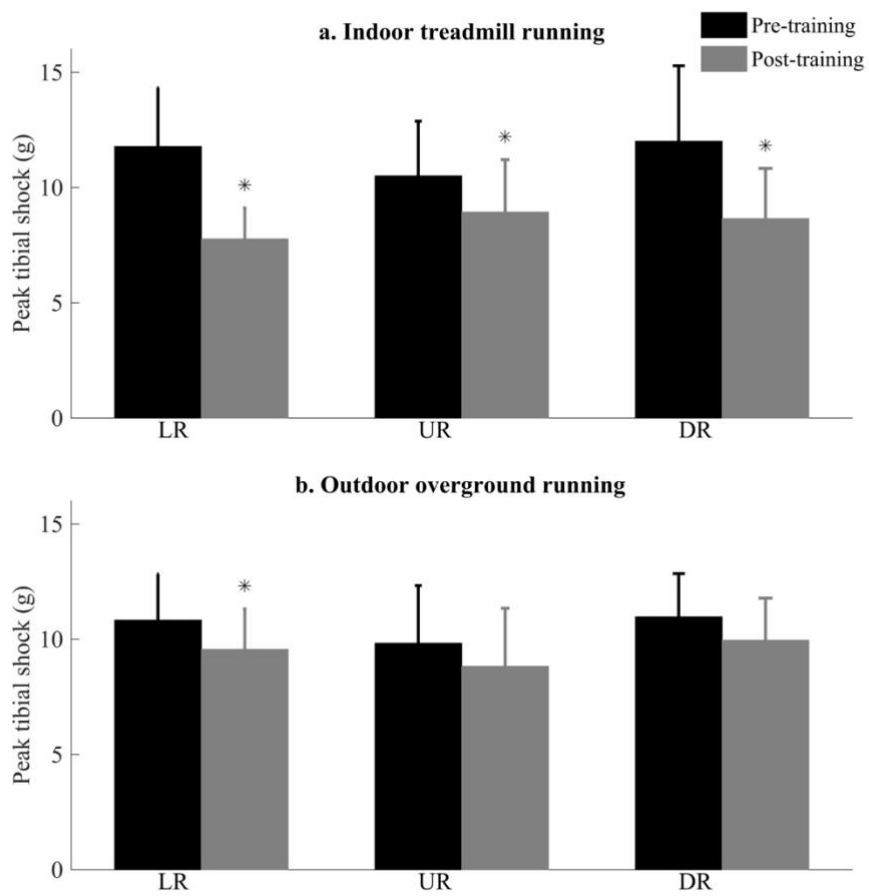 a. Indoor treadmill running
Pre-training
Post-training
Peak tibial shock (g)
15
10
5
0
LR UR DR
b. Outdoor overground running
Peak tibial shock (g)
15
10
5
0
LR UR DR